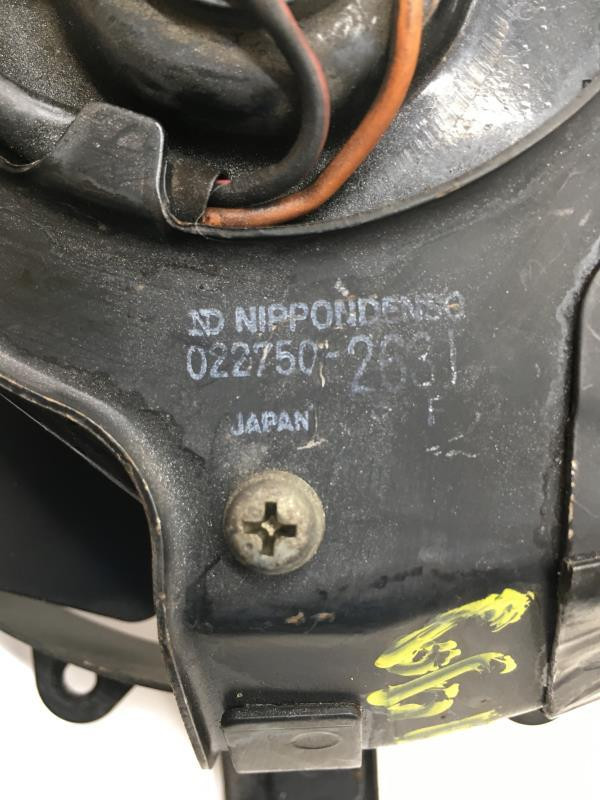 ND NIPPONDENSO
022750-2631
JAPAN F